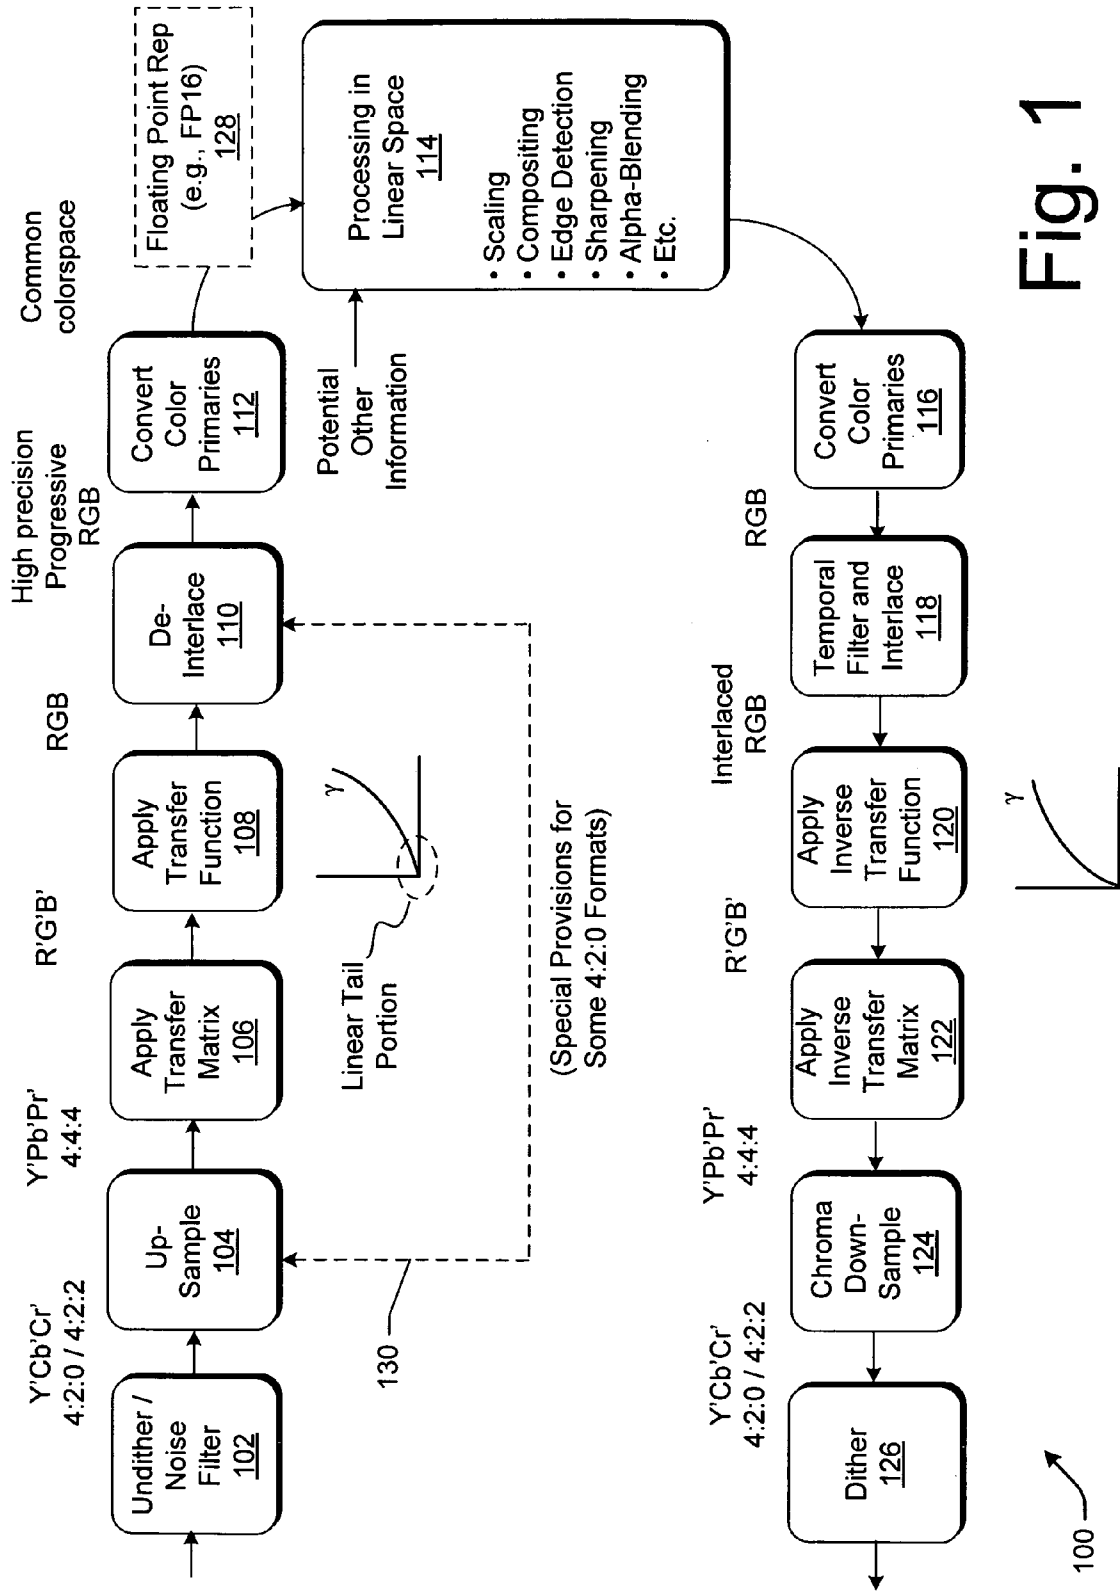 Y'Cb'Cr'
4:2:0 / 4:2:2
Y'Pb'Pr'
4:4:4
R'G'B'
RGB
High precision
Progressive
RGB
Common
colorspace
Undither /
Noise
Filter
102
Up-
Sample
104
Apply
Transfer
Matrix
106
Apply
Transfer
Function
108
De-
Interlace
110
Convert
Color
Primaries
112
Floating Point Rep
(e.g., FP16)
128
Linear Tail
Portion
γ
130
(Special Provisions for
Some 4:2:0 Formats)
Potential
Other
Information
Processing in
Linear Space
114
• Scaling
• Compositing
• Edge Detection
• Sharpening
• Alpha-Blending
• Etc.
Y'Cb'Cr'
4:2:0 / 4:2:2
Y'Pb'Pr'
4:4:4
R'G'B'
Interlaced
RGB
RGB
Dither
126
Chroma
Down-
Sample
124
Apply
Inverse
Transfer
Matrix
122
Apply
Inverse
Transfer
Function
120
Temporal
Filter and
Interlace
118
Convert
Color
Primaries
116
γ
100
Fig. 1